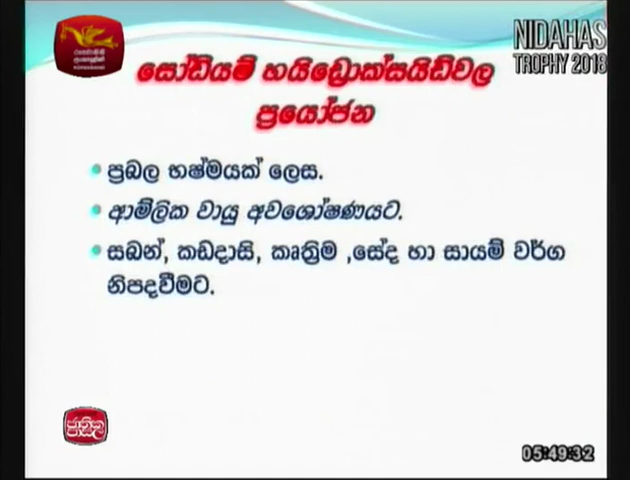 NIDAHAS
TROPHY 2018
සෝඩියම් හයිඩ්‍රොක්සයිඩ්වල
ප්‍රයෝජන
ප්‍රබල භෂ්මයක් ලෙස.
ආම්ලික වායු අවශෝෂණයට.
සබන්, කඩදාසි, කෘත්‍රිම ,සේද හා සායම් වර්ග
නිපදවීමට.
ජාතික
05:49:32